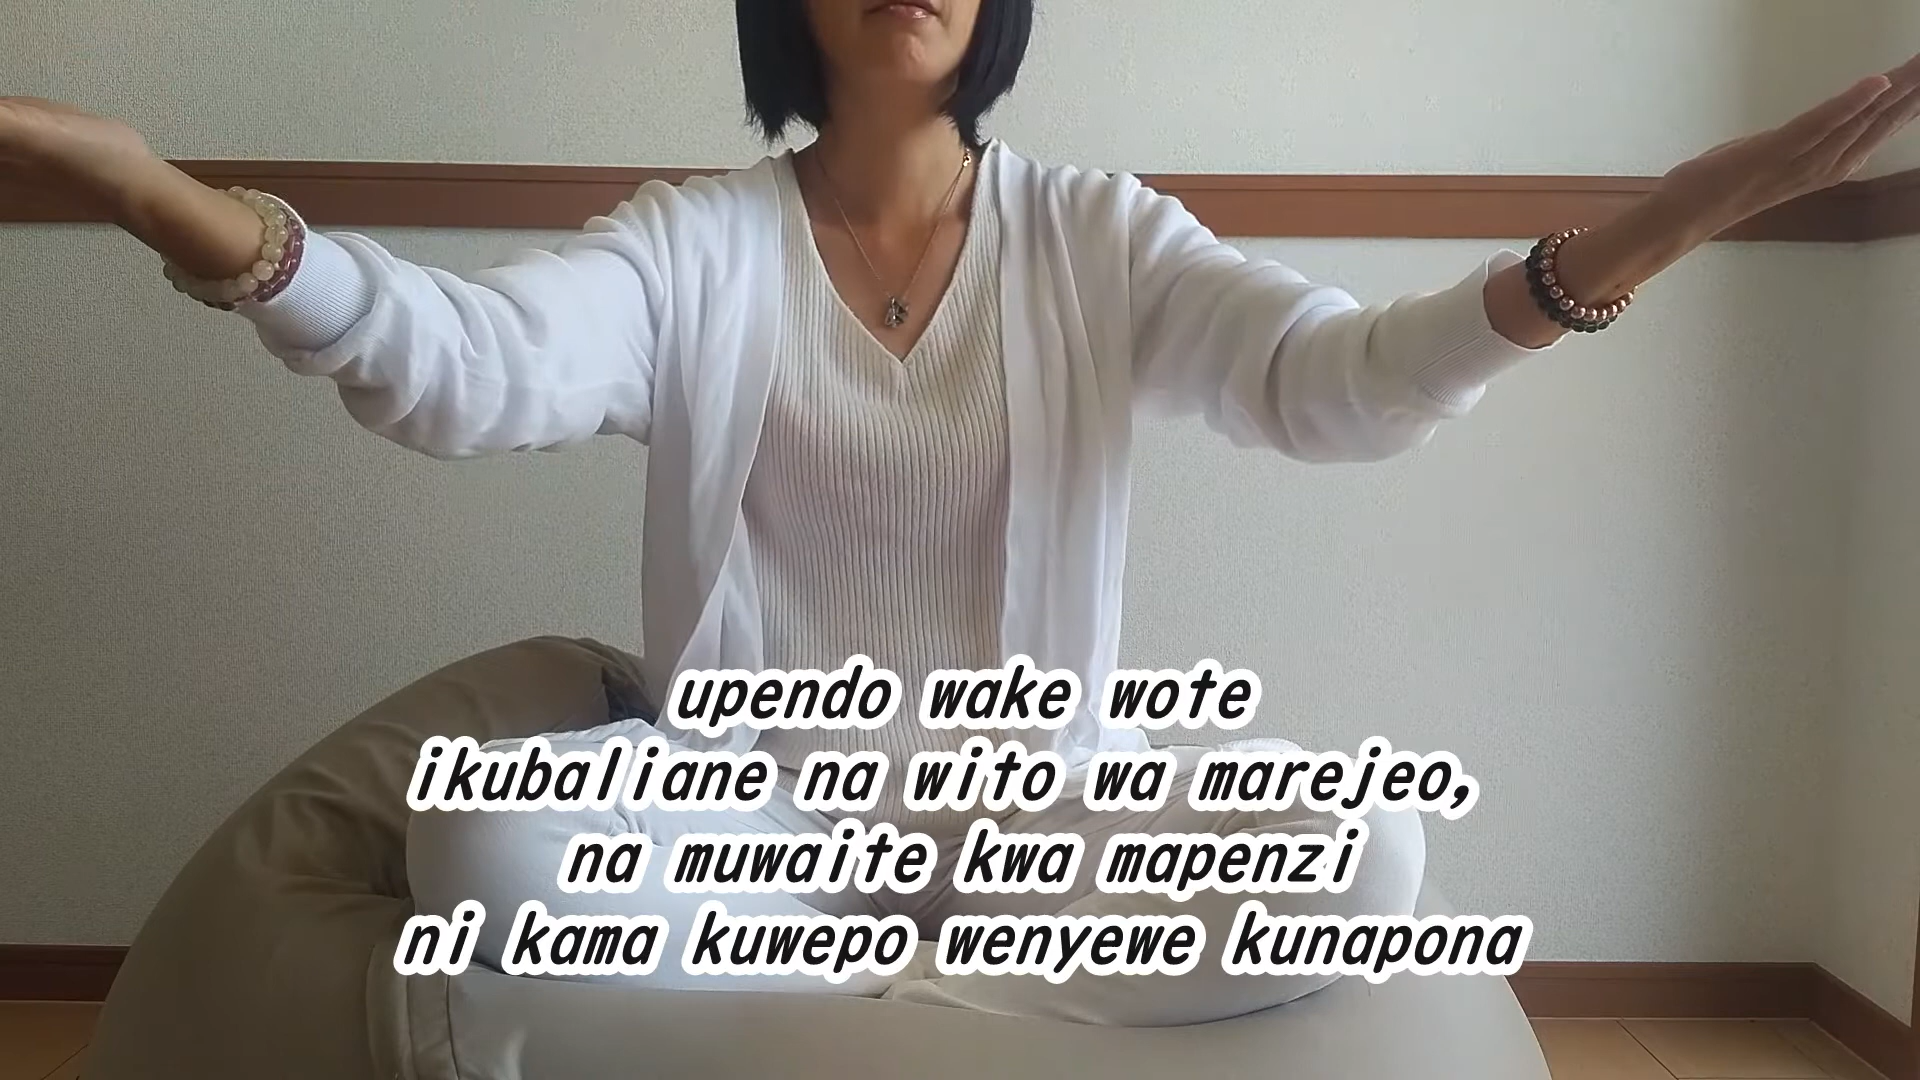 upendo wake wote
ikubaliane na wito wa marejeo,
na muwaite kwa mapenzi
ni kama kuwepo wenyewe kunapona